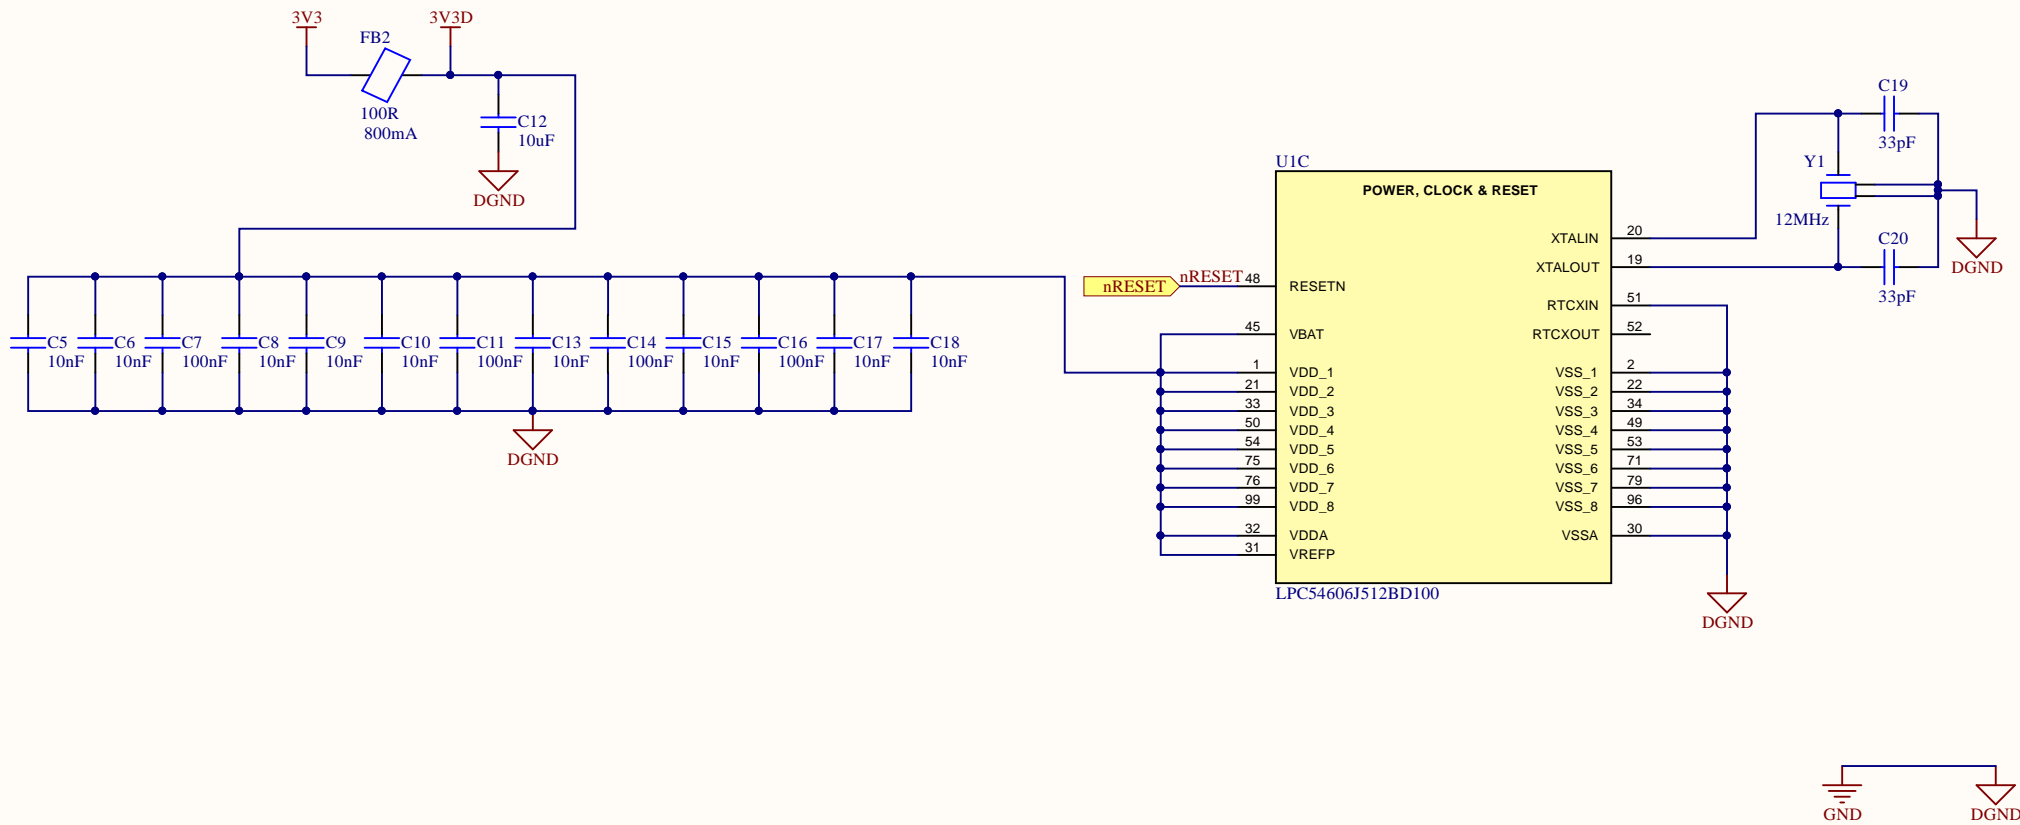 3V3
3V3D
FB2
100R
800mA
C12
10uF
DGND
C5
10nF
C6
10nF
C7
100nF
C8
10nF
C9
10nF
C10
10nF
C11
100nF
C13
10nF
C14
100nF
C15
10nF
C16
100nF
C17
10nF
C18
10nF
DGND
nRESET
nRESET
U1C
POWER, CLOCK & RESET
48 RESETN
45 VBAT
1 VDD_1
21 VDD_2
33 VDD_3
50 VDD_4
54 VDD_5
75 VDD_6
76 VDD_7
99 VDD_8
32 VDDA
31 VREFP
XTALIN 20
XTALOUT 19
RTCXIN 51
RTCXOUT 52
VSS_1 2
VSS_2 22
VSS_3 34
VSS_4 49
VSS_5 53
VSS_6 71
VSS_7 79
VSS_8 96
VSSA 30
LPC54606J512BD100
DGND
C19
33pF
Y1
12MHz
C20
33pF
DGND
GND
DGND